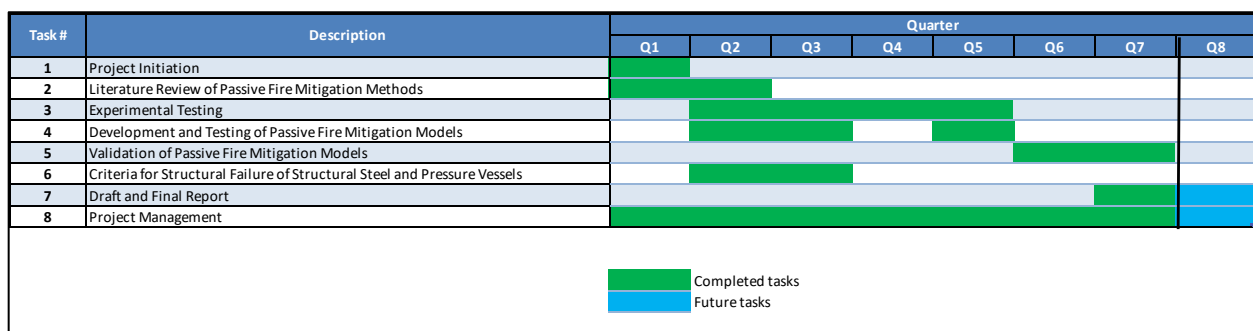 Task # Description Quarter
Q1 Q2 Q3 Q4 Q5 Q6 Q7 Q8
1 Project Initiation
2 Literature Review of Passive Fire Mitigation Methods
3 Experimental Testing
4 Development and Testing of Passive Fire Mitigation Models
5 Validation of Passive Fire Mitigation Models
6 Criteria for Structural Failure of Structural Steel and Pressure Vessels
7 Draft and Final Report
8 Project Management
Completed tasks
Future tasks